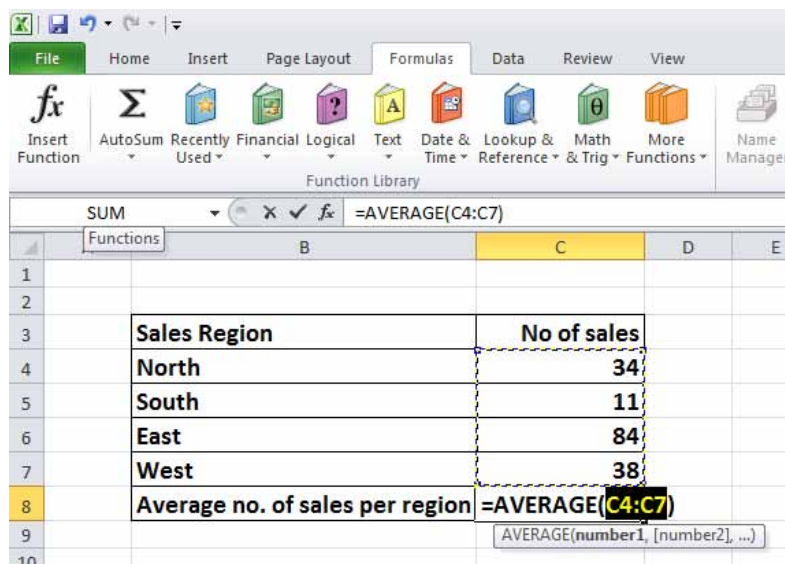 File Home Insert Page Layout Formulas Data Review View
fx Σ ? A θ
Insert AutoSum Recently Financial Logical Text Date & Lookup & Math More Name
Function Used Time Reference & Trig Functions Manage
Function Library
SUM fx =AVERAGE(C4:C7)
Functions
B C D E
1
2
3 Sales Region No of sales
4 North 34
5 South 11
6 East 84
7 West 38
8 Average no. of sales per region =AVERAGE(C4:C7)
9 AVERAGE(number1, [number2], ...)
10